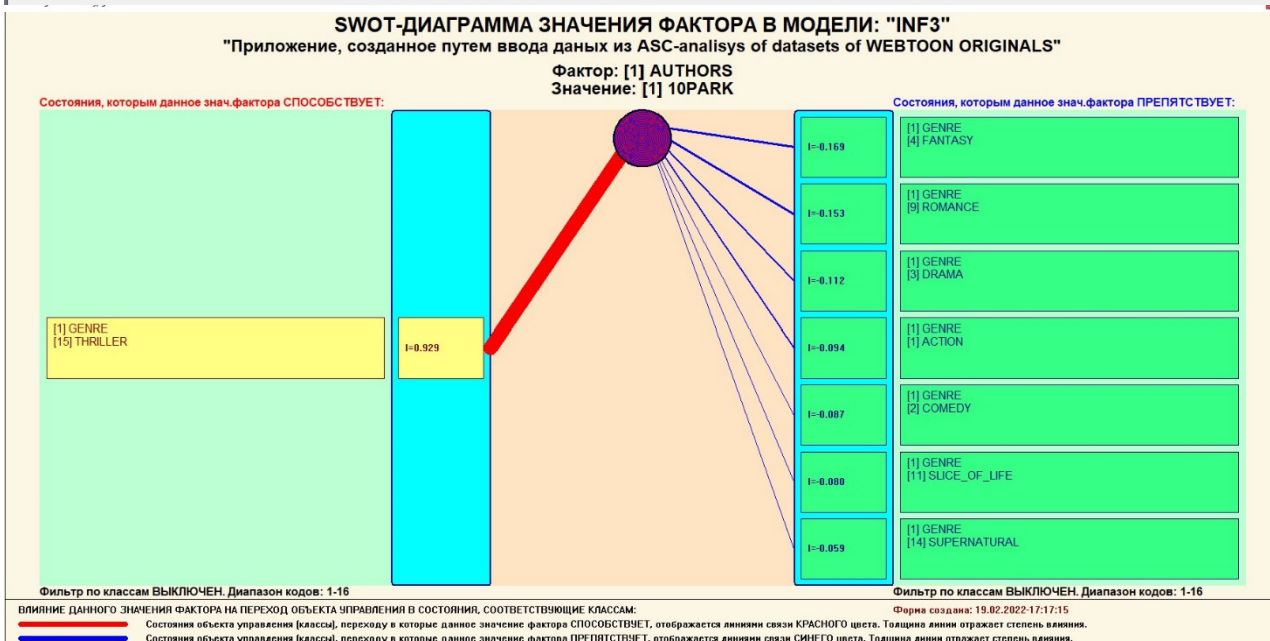 SWOT-ДИАГРАММА ЗНАЧЕНИЯ ФАКТОРА В МОДЕЛИ: "INF3"
"Приложение, созданное путем ввода даных из ASC-analisys of datasets of WEBTOON ORIGINALS"
Фактор: [1] AUTHORS
Значение: [1] 10PARK
Состояния, которым данное знач.фактора СПОСОБСТВУЕТ:
Состояния, которым данное знач.фактора ПРЕПЯТСТВУЕТ:
[1] GENRE
[15] THRILLER
I=0.929
I=-0.169
[1] GENRE
[4] FANTASY
I=-0.153
[1] GENRE
[9] ROMANCE
I=-0.112
[1] GENRE
[3] DRAMA
I=-0.094
[1] GENRE
[1] ACTION
I=-0.087
[1] GENRE
[2] COMEDY
I=-0.080
[1] GENRE
[11] SLICE_OF_LIFE
I=-0.059
[1] GENRE
[14] SUPERNATURAL
Фильтр по классам ВЫКЛЮЧЕН. Диапазон кодов: 1-16
Фильтр по классам ВЫКЛЮЧЕН. Диапазон кодов: 1-16
ВЛИЯНИЕ ДАННОГО ЗНАЧЕНИЯ ФАКТОРА НА ПЕРЕХОД ОБЪЕКТА УПРАВЛЕНИЯ В СОСТОЯНИЯ, СООТВЕТСТВУЮЩИЕ КЛАССАМ:
Форма создана: 19.02.2022-17:17:15
Состояния объекта управления (классы), переходу в которые данное значение фактора СПОСОБСТВУЕТ, отображается линиями связи КРАСНОГО цвета. Толщина линии отражает степень влияния.
Состояния объекта управления (классы), переходу в которые данное значение фактора ПРЕПЯТСТВУЕТ, отображается линиями связи СИНЕГО цвета. Толщина линии отражает степень влияния.